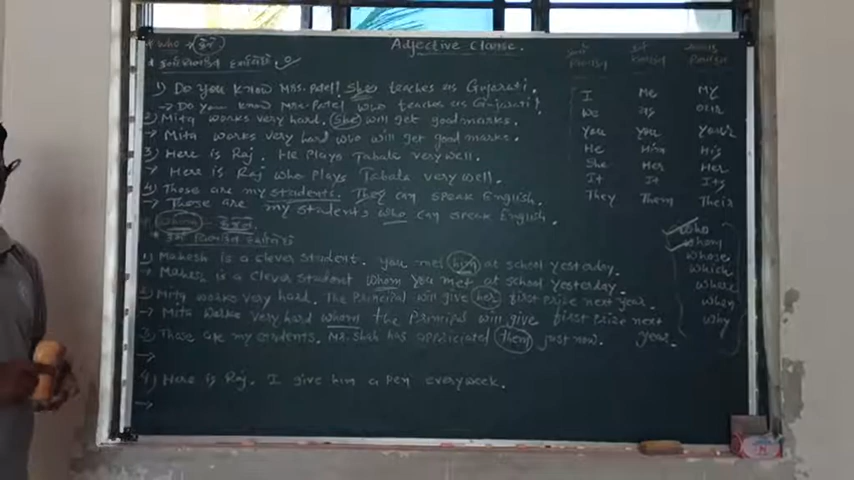 Adjective Clause.
* who →
1) Do you know Mrs. Patel? She teaches us Gujarati.
→ Do you know Mrs. Patel who teaches us Gujarati?
2) Mita works very hard. She will get good marks.
→ Mita works very hard who will get good marks.
3) Here is Raj. He plays Tabala very well.
→ Here is Raj who plays Tabala very well.
4) Those are my students. They can speak English.
→ Those are my students who can speak English.
whom
1) Mahesh is a clever student. you met him at school yesterday.
→ Mahesh is a clever student whom you met at school yesterday.
2) Mita works very hard. The Principal will give her first prize next year.
→ Mita works very hard whom the Principal will give first prize next year.
3) Those are my students. Mr. Shah has appriciated them just now.
→
4) Here is Raj. I give him a pen every week.
→
I Me My
we us our
you you your
He Him His
She Her Her
It It Its
They Them Their
who
whom
whose
which
where
when
why